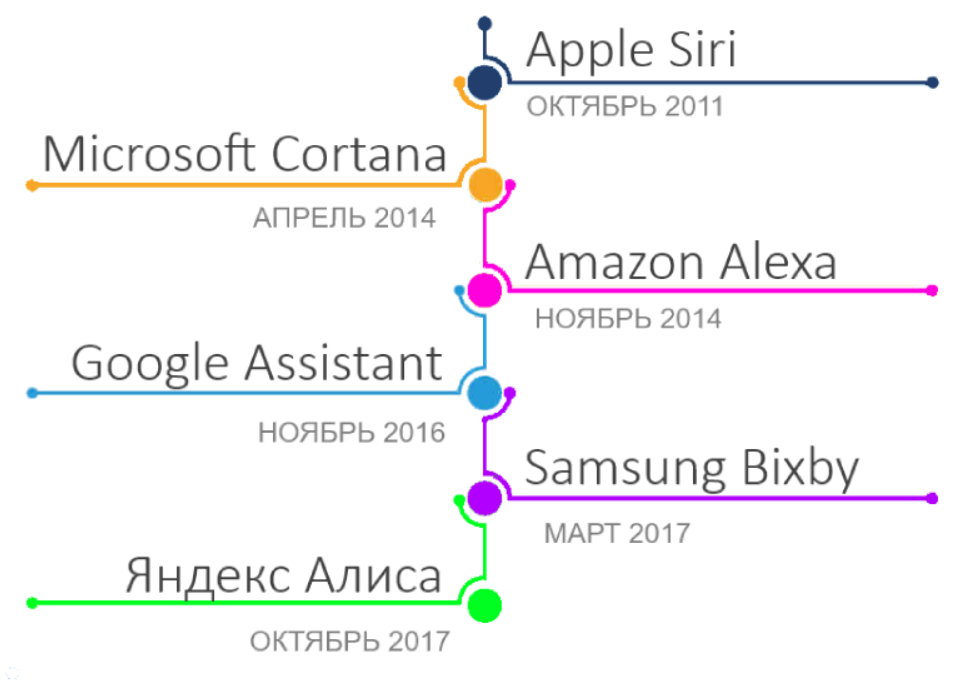 Apple Siri
ОКТЯБРЬ 2011
Microsoft Cortana
АПРЕЛЬ 2014
Amazon Alexa
НОЯБРЬ 2014
Google Assistant
НОЯБРЬ 2016
Samsung Bixby
МАРТ 2017
Яндекс Алиса
ОКТЯБРЬ 2017